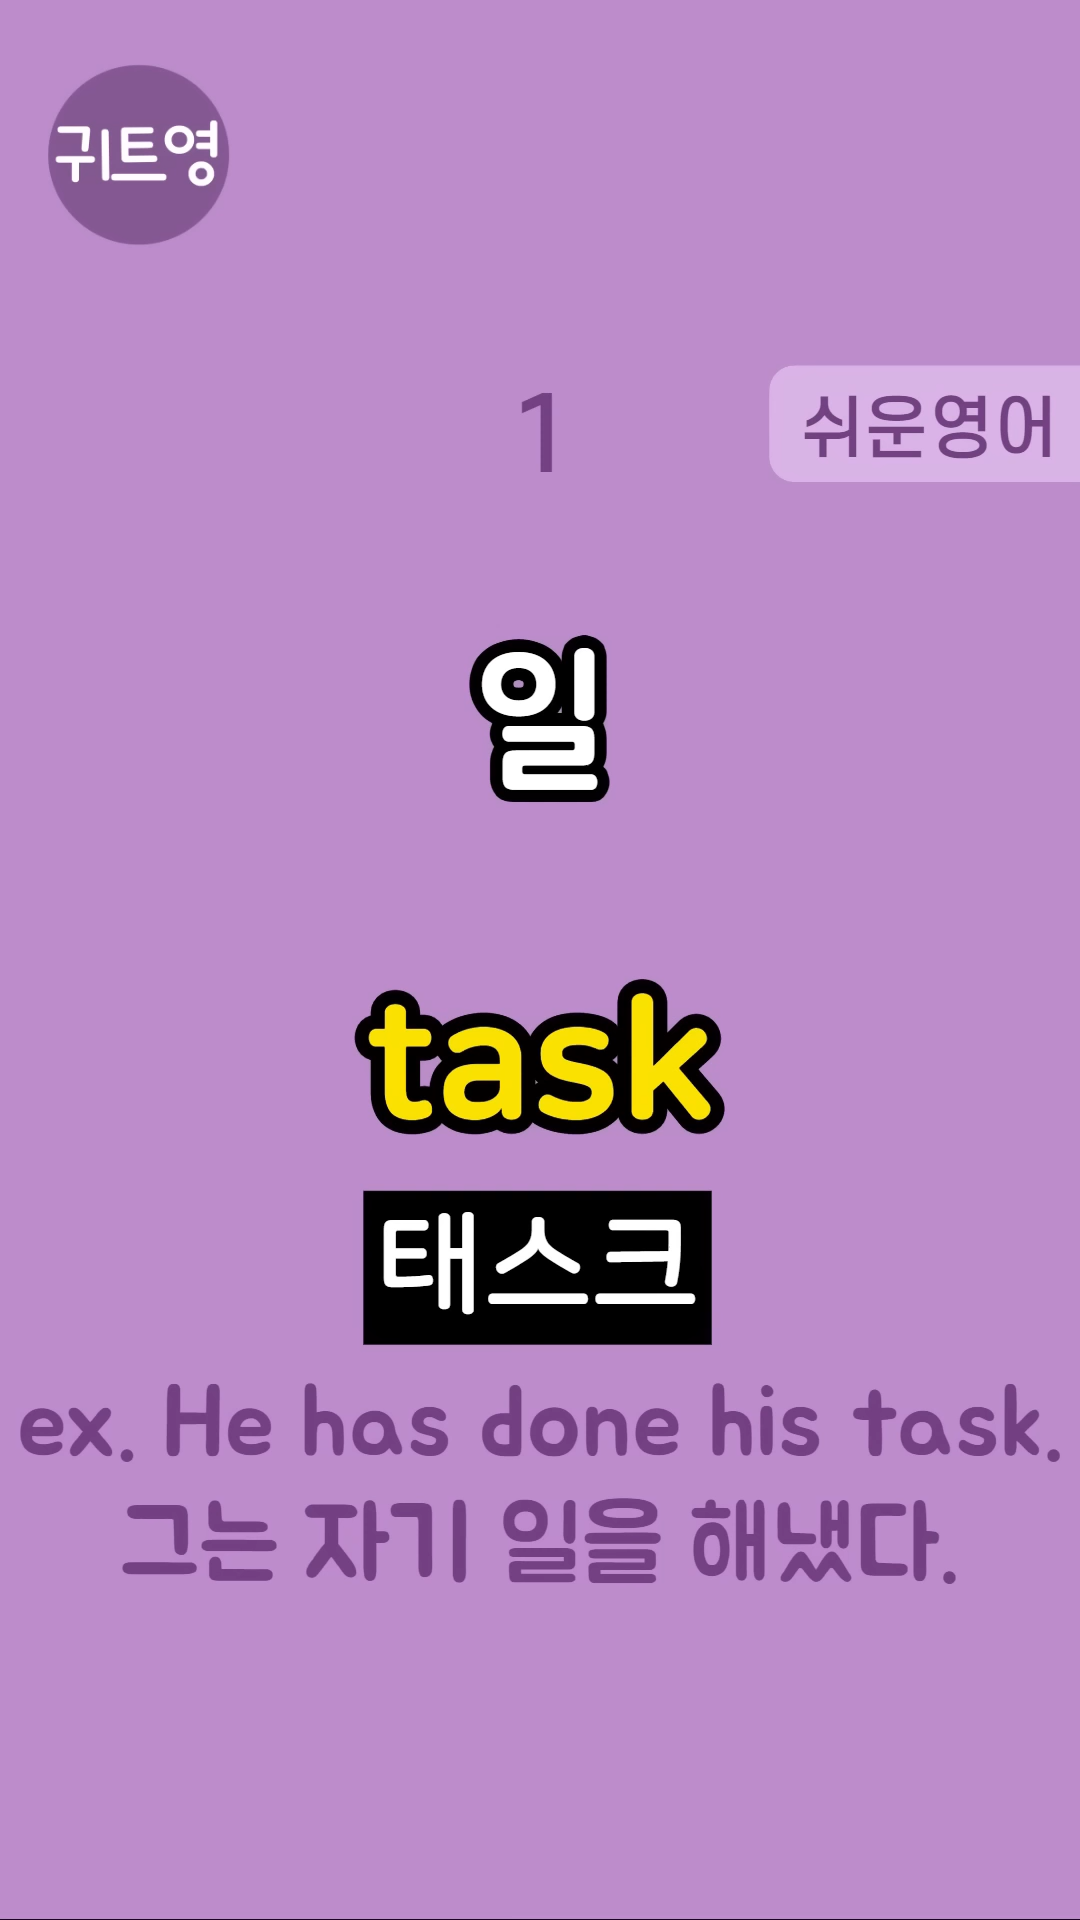 귀트영
1
쉬운영어
일
task
태스크
ex. He has done his task.
그는 자기 일을 해냈다.